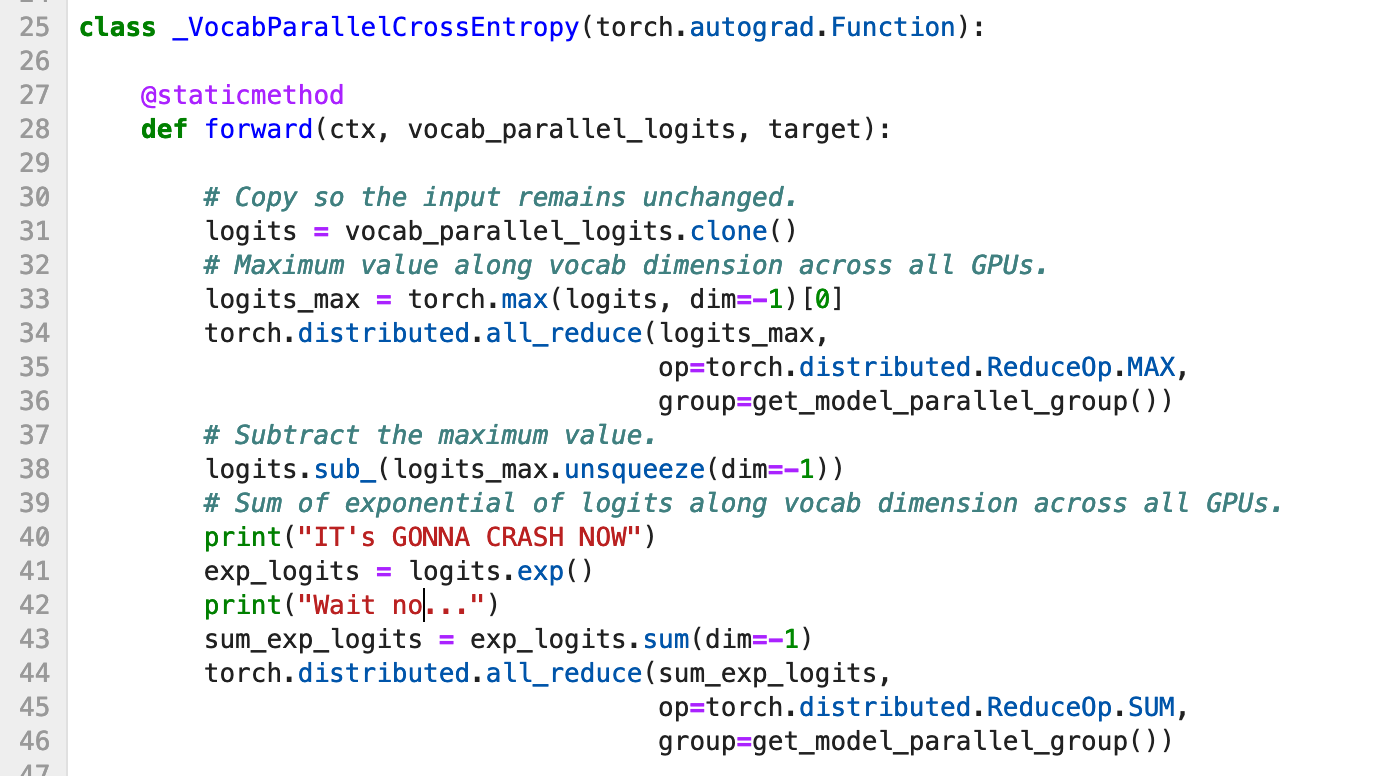 25 class _VocabParallelCrossEntropy(torch.autograd.Function):
26
27     @staticmethod
28     def forward(ctx, vocab_parallel_logits, target):
29
30         # Copy so the input remains unchanged.
31         logits = vocab_parallel_logits.clone()
32         # Maximum value along vocab dimension across all GPUs.
33         logits_max = torch.max(logits, dim=-1)[0]
34         torch.distributed.all_reduce(logits_max,
35                                      op=torch.distributed.ReduceOp.MAX,
36                                      group=get_model_parallel_group())
37         # Subtract the maximum value.
38         logits.sub_(logits_max.unsqueeze(dim=-1))
39         # Sum of exponential of logits along vocab dimension across all GPUs.
40         print("IT's GONNA CRASH NOW")
41         exp_logits = logits.exp()
42         print("Wait no...")
43         sum_exp_logits = exp_logits.sum(dim=-1)
44         torch.distributed.all_reduce(sum_exp_logits,
45                                      op=torch.distributed.ReduceOp.SUM,
46                                      group=get_model_parallel_group())
47